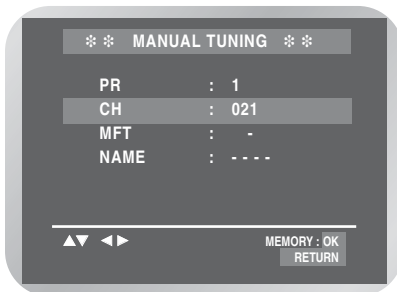 ❄ ❄ MANUAL TUNING ❄ ❄
PR : 1
CH : 021
MFT : -
NAME : - - - -
▲▼ ◀▶ MEMORY : OK
RETURN